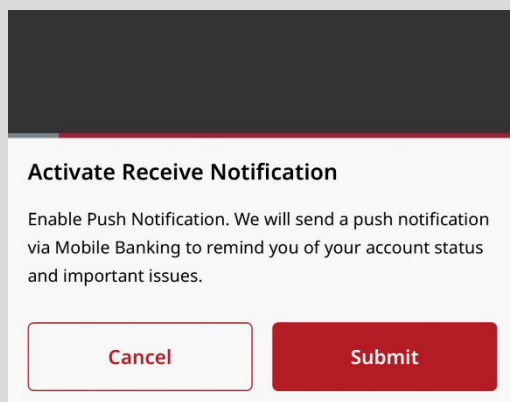 Activate Receive Notification
Enable Push Notification. We will send a push notification
via Mobile Banking to remind you of your account status
and important issues.
Cancel
Submit